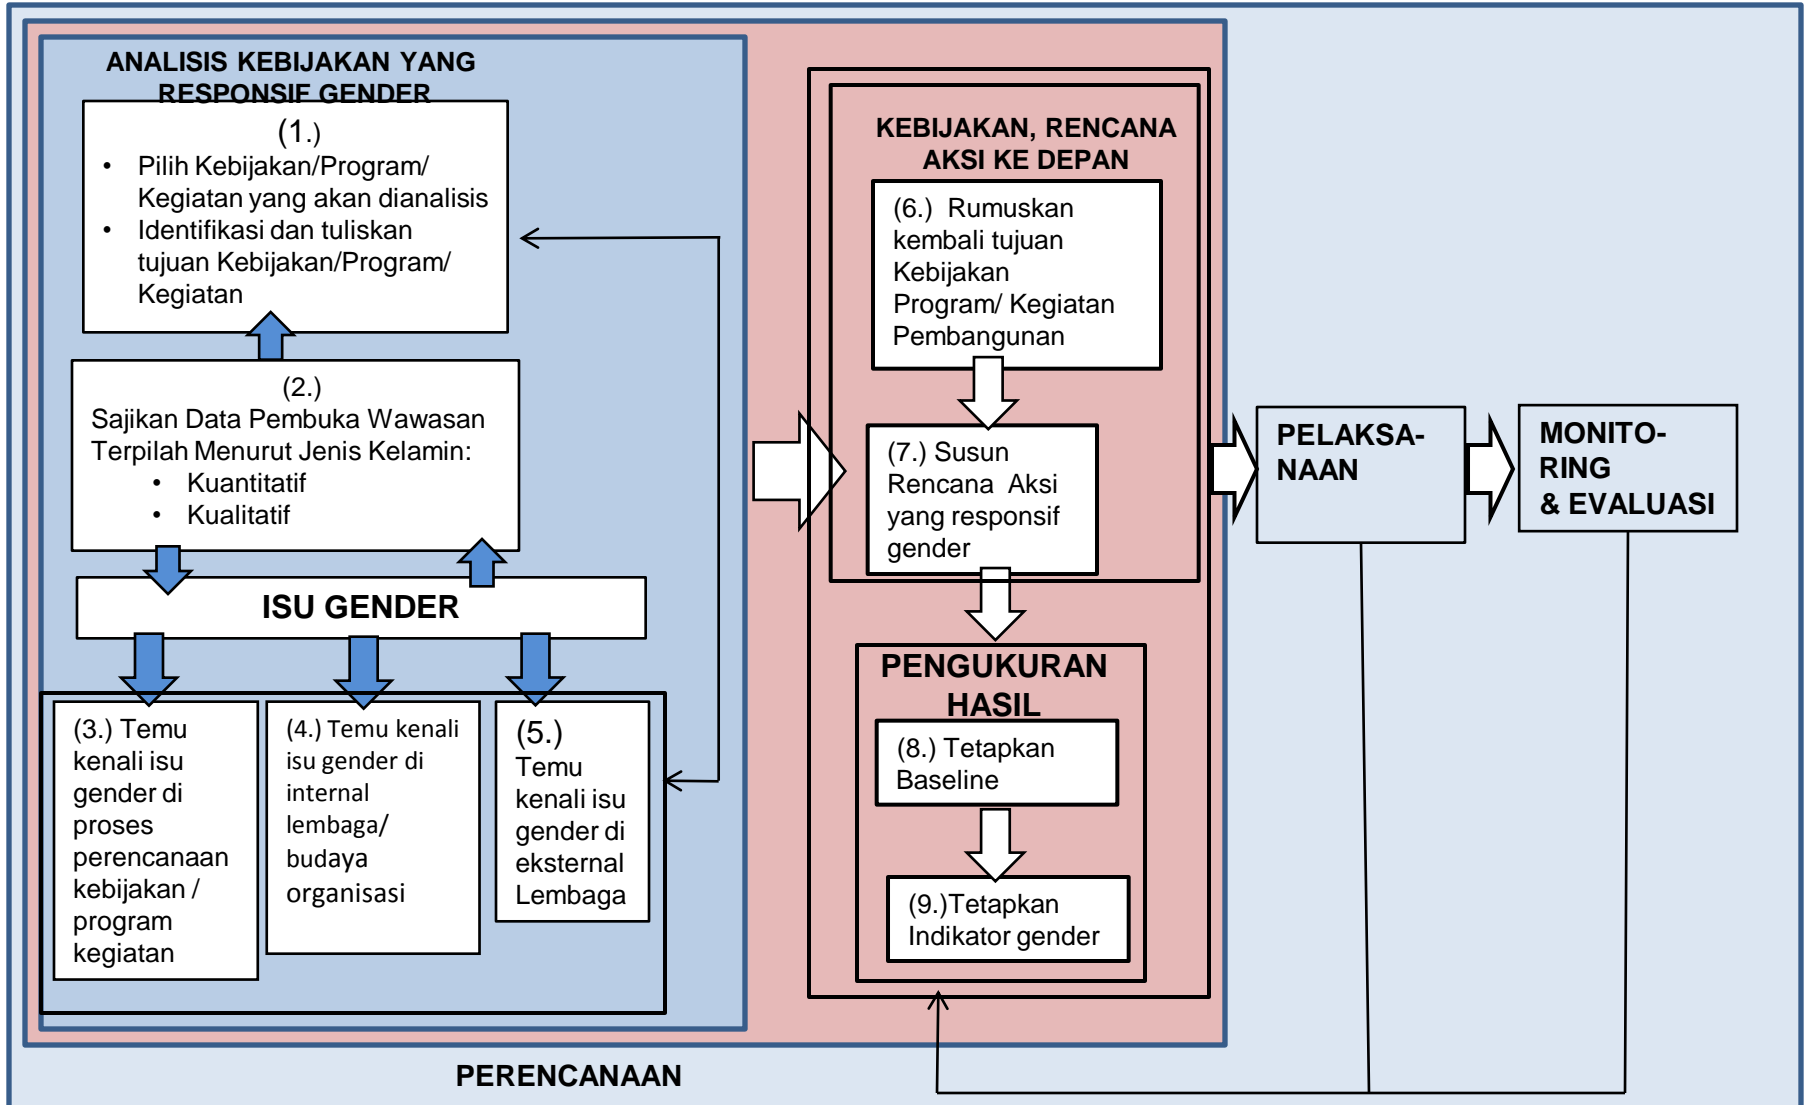 ANALISIS KEBIJAKAN YANG
RESPONSIF GENDER
(1.)
• Pilih Kebijakan/Program/
Kegiatan yang akan dianalisis
• Identifikasi dan tuliskan
tujuan Kebijakan/Program/
Kegiatan
(2.)
Sajikan Data Pembuka Wawasan
Terpilah Menurut Jenis Kelamin:
• Kuantitatif
• Kualitatif
ISU GENDER
(3.) Temu
kenali isu
gender di
proses
perencanaan
kebijakan /
program
kegiatan
(4.) Temu kenali
isu gender di
internal
lembaga/
budaya
organisasi
(5.)
Temu
kenali isu
gender di
eksternal
Lembaga
KEBIJAKAN, RENCANA
AKSI KE DEPAN
(6.) Rumuskan
kembali tujuan
Kebijakan
Program/ Kegiatan
Pembangunan
(7.) Susun
Rencana Aksi
yang responsif
gender
PENGUKURAN
HASIL
(8.) Tetapkan
Baseline
(9.)Tetapkan
Indikator gender
PELAKSA-
NAAN
MONITO-
RING
& EVALUASI
PERENCANAAN